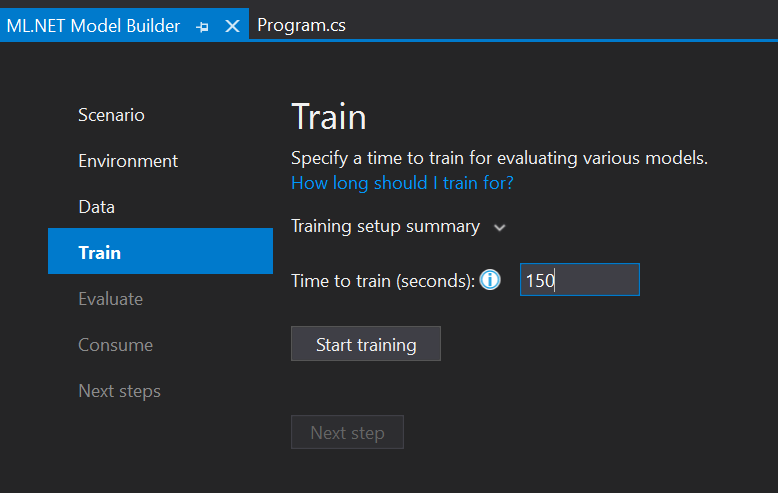 ML.NET Model Builder
Program.cs
Scenario
Environment
Data
Train
Evaluate
Consume
Next steps
Train
Specify a time to train for evaluating various models.
How long should I train for?
Training setup summary
Time to train (seconds): 150
Start training
Next step